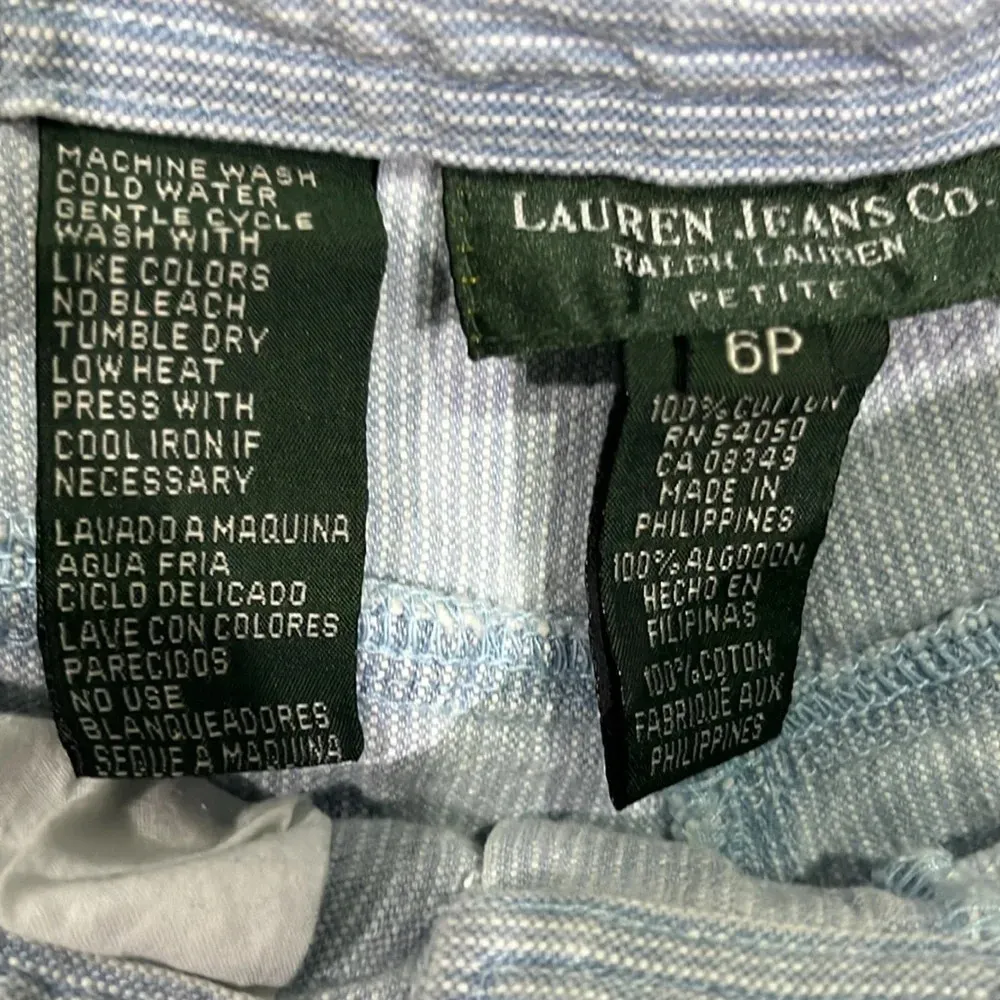 MACHINE WASH
COLD WATER
GENTLE CYCLE
WASH WITH
LIKE COLORS
NO BLEACH
TUMBLE DRY
LOW HEAT
PRESS WITH
COOL IRON IF
NECESSARY
LAVADO A MAQUINA
AGUA FRIA
CICLO DELICADO
LAVE CON COLORES
PARECIDOS
NO USE
BLANQUEADORES
SEQUE A MAQUINA
LAUREN JEANS CO.
RALPH LAUREN
PETITE
6P
100% COTTON
RN 54050
CA 08349
MADE IN
PHILIPPINES
100% ALGODON
HECHO EN
FILIPINAS
100% COTON
FABRIQUÉ AUX
PHILIPPINES